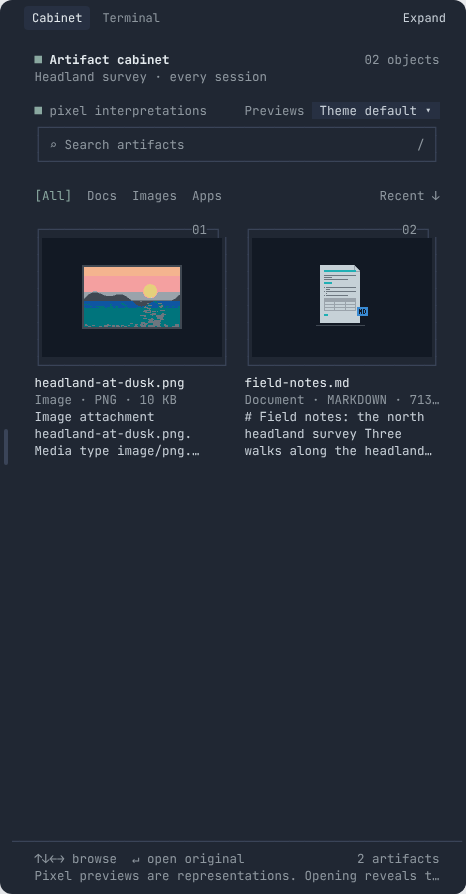 Cabinet Terminal Expand
Artifact cabinet 02 objects
Headland survey · every session
pixel interpretations Previews Theme default ▾
⌕ Search artifacts /
[All] Docs Images Apps Recent ↓
01 02
MD
headland-at-dusk.png
Image · PNG · 10 KB
Image attachment
headland-at-dusk.png.
Media type image/png.…
field-notes.md
Document · MARKDOWN · 713…
# Field notes: the north
headland survey Three
walks along the headland…
↑↓←→ browse ↵ open original 2 artifacts
Pixel previews are representations. Opening reveals t…